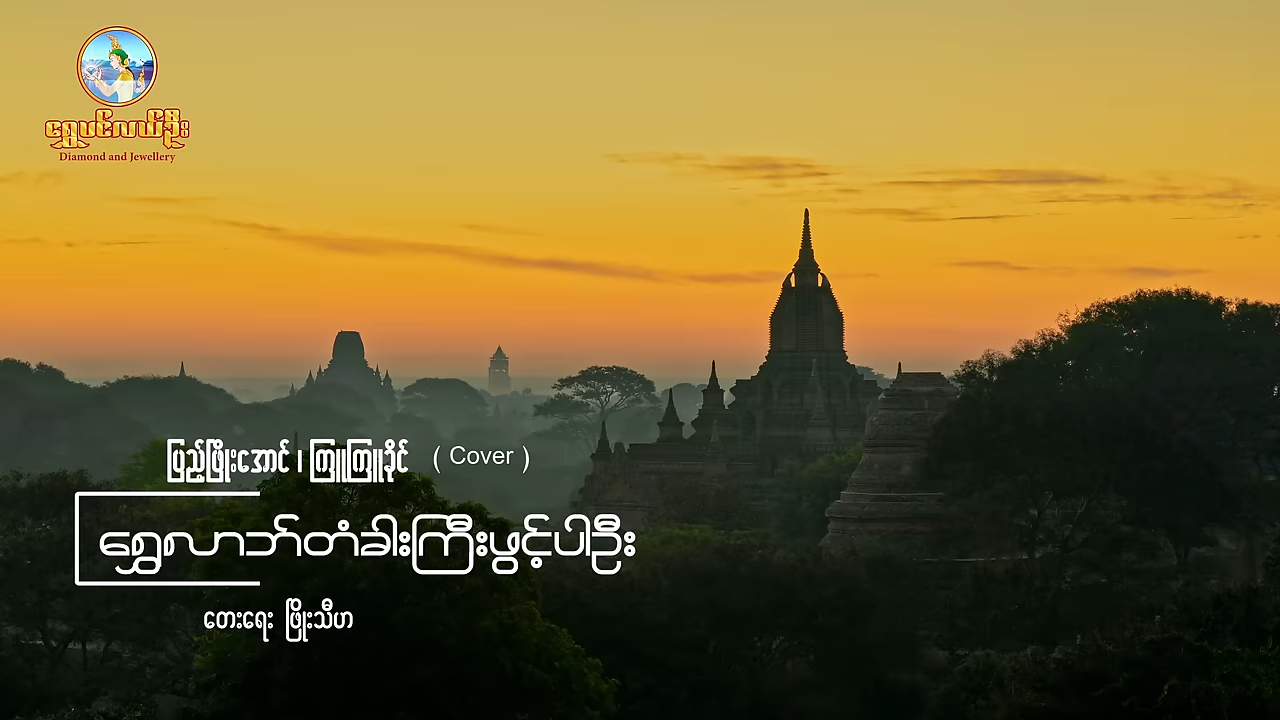 ရွှေပင်လယ်ဦး
Diamond and Jewellery
ပြည့်ဖြိုးအောင် ၊ ကြူကြူခိုင် ( Cover )
ရွှေလာဘ်တံခါးကြီးဖွင့်ပါဦး
တေးရေး ဖြိုးသီဟ